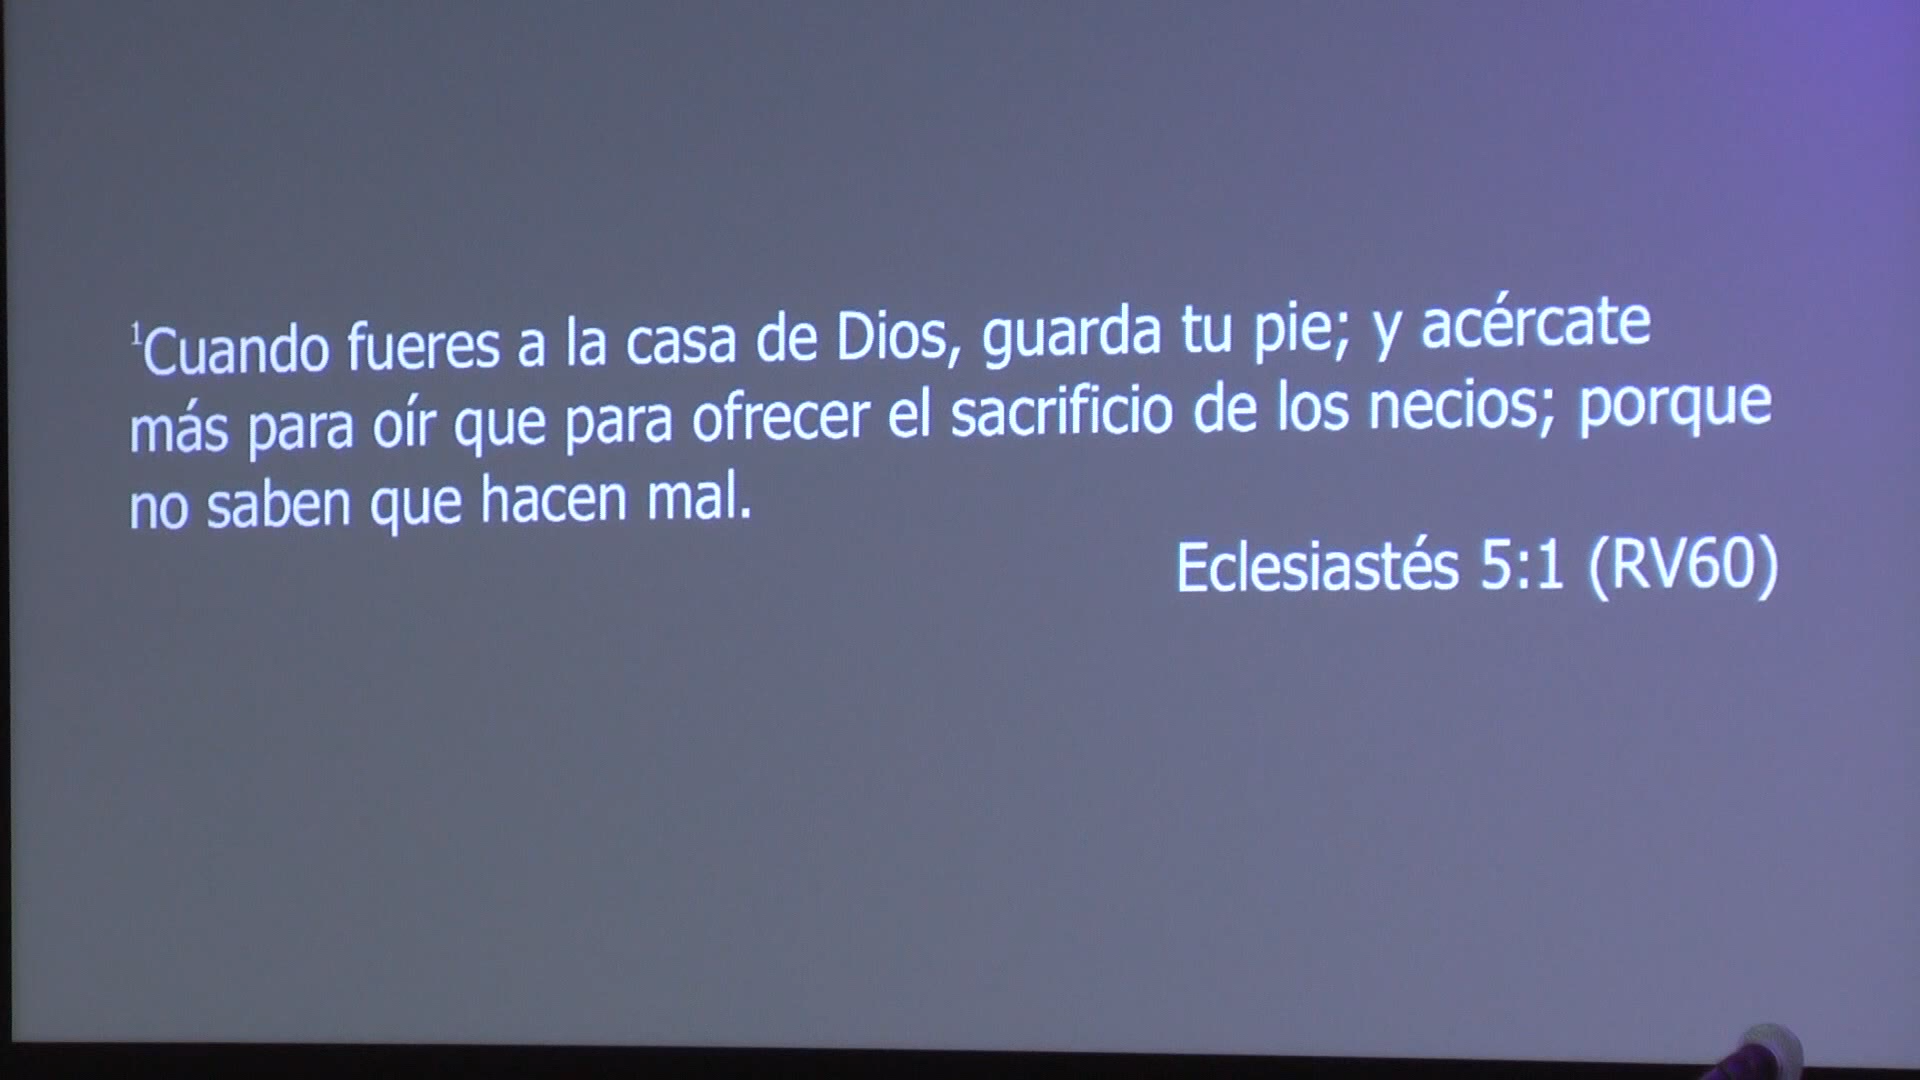 ¹Cuando fueres a la casa de Dios, guarda tu pie; y acércate
más para oír que para ofrecer el sacrificio de los necios; porque
no saben que hacen mal.
Eclesiastés 5:1 (RV60)